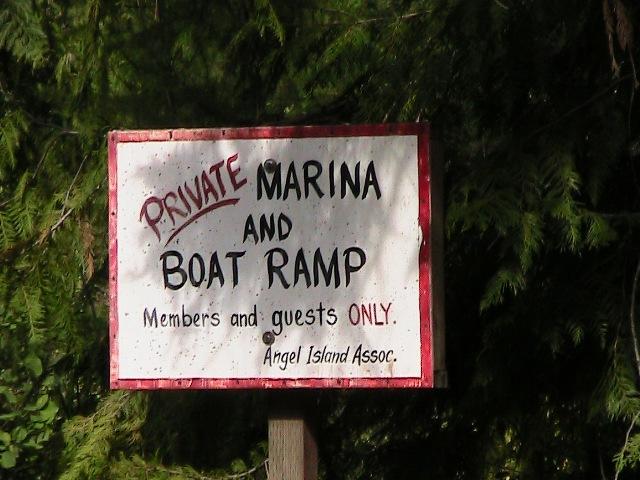 PRIVATE MARINA
AND
BOAT RAMP
Members and guests ONLY.
Angel Island Assoc.